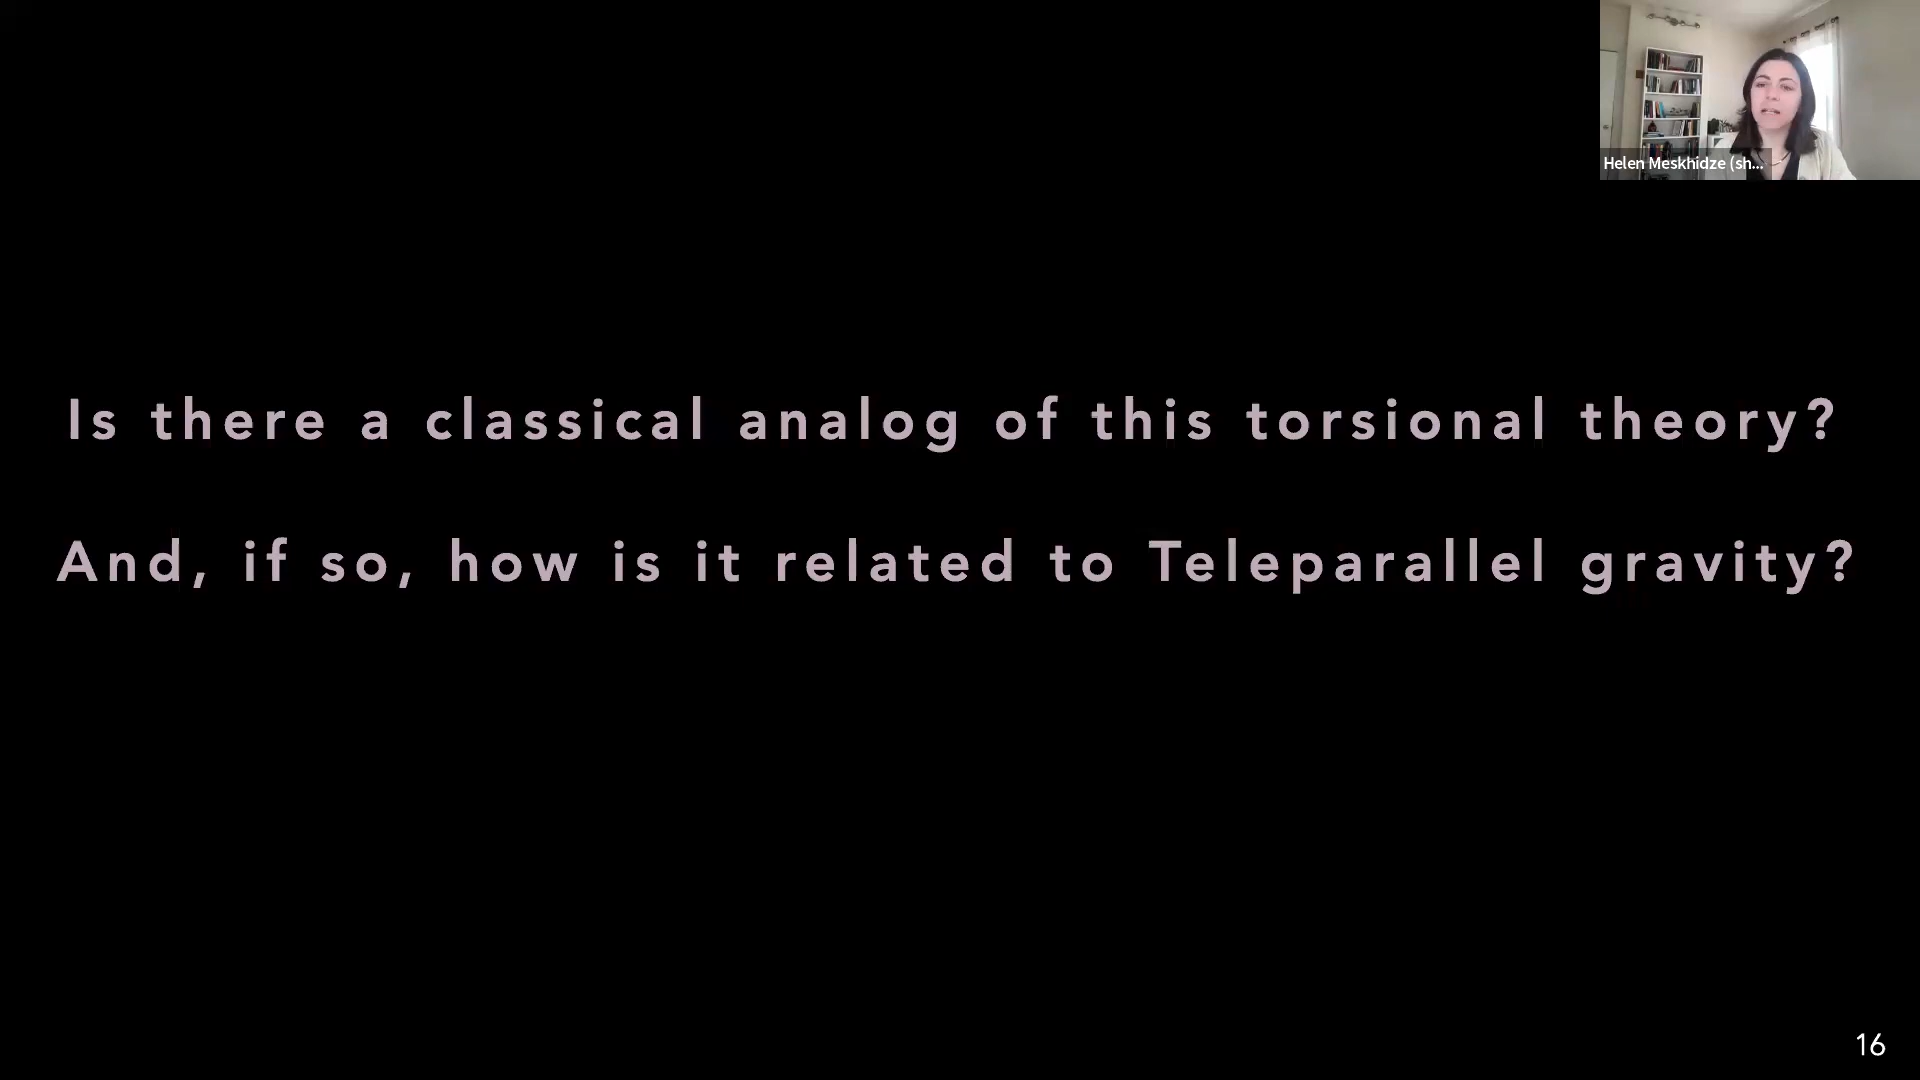 Helen Meskhidze (sh...
Is there a classical analog of this torsional theory?
And, if so, how is it related to Teleparallel gravity?
16